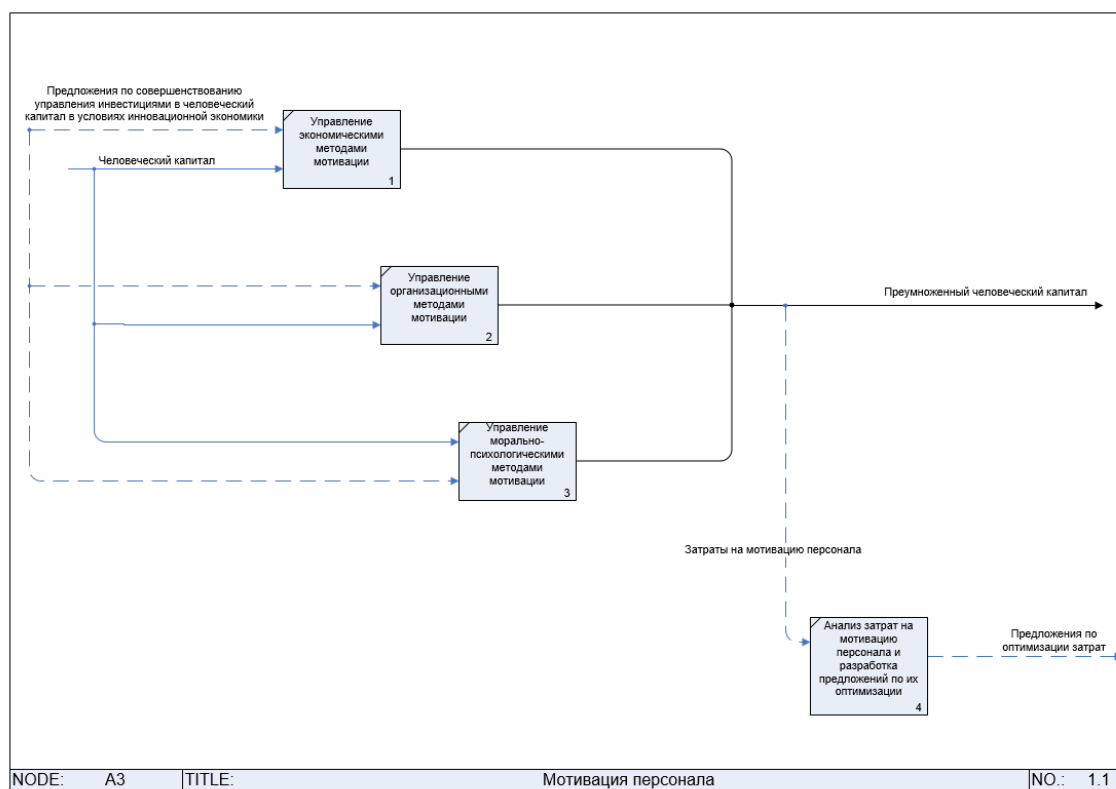 Предложения по совершенствованию
управления инвестициями в человеческий
капитал в условиях инновационной экономики
Управление
экономическими
методами
мотивации
1
Человеческий капитал
Управление
организационными
методами
мотивации
2
Преумноженный человеческий капитал
Управление
морально-
психологическими
методами
мотивации
3
Затраты на мотивацию персонала
Анализ затрат на
мотивацию
персонала и
разработка
предложений по их
оптимизации
4
Предложения по
оптимизации затрат
NODE: A3 TITLE: Мотивация персонала NO.: 1.1